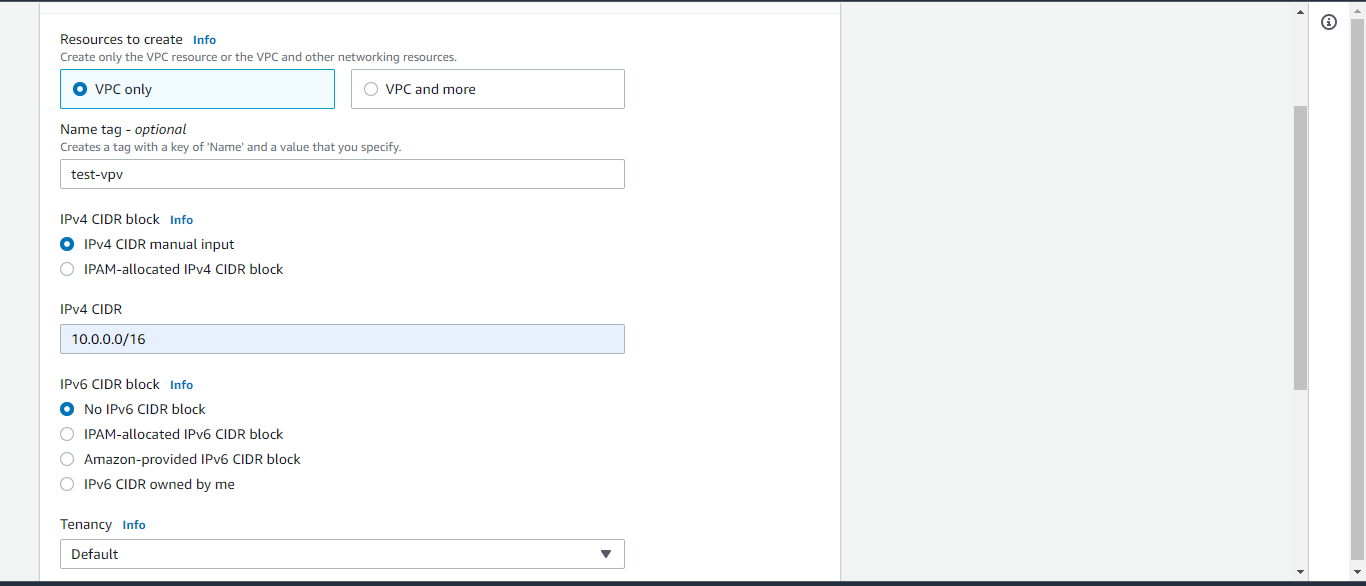 Resources to create Info
Create only the VPC resource or the VPC and other networking resources.
VPC only VPC and more
Name tag - optional
Creates a tag with a key of 'Name' and a value that you specify.
test-vpv
IPv4 CIDR block Info
IPv4 CIDR manual input
IPAM-allocated IPv4 CIDR block
IPv4 CIDR
10.0.0.0/16
IPv6 CIDR block Info
No IPv6 CIDR block
IPAM-allocated IPv6 CIDR block
Amazon-provided IPv6 CIDR block
IPv6 CIDR owned by me
Tenancy Info
Default